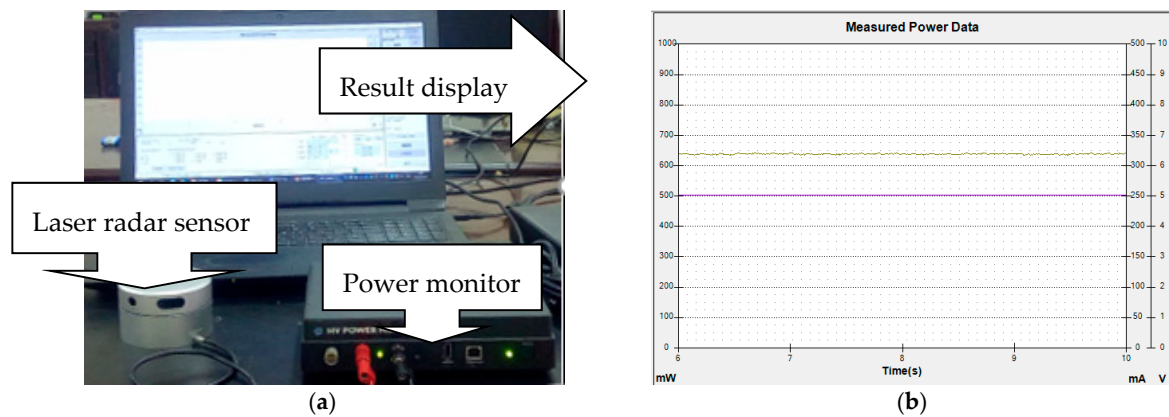 Result display
Laser radar sensor
Power monitor
HV POWER
(a)
Measured Power Data
1000 500 10
900 450 9
800 400 8
700 350 7
600 300 6
500 250 5
400 200 4
300 150 3
200 100 2
100 50 1
0 0 0
6 7 8 9 10
mW Time(s) mA V
(b)